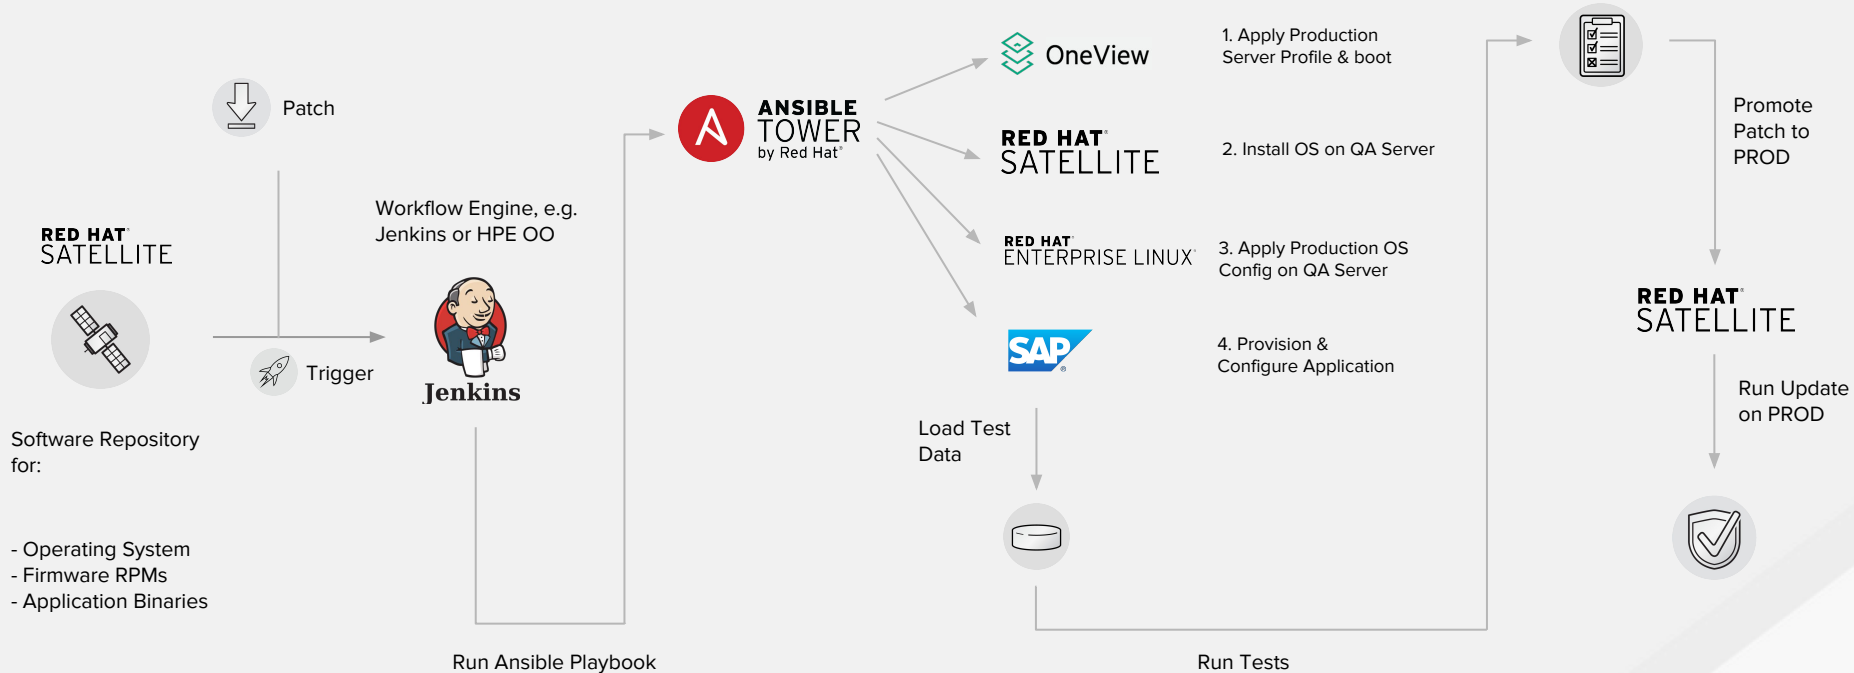 Patch
RED HAT®
SATELLITE
Trigger
Software Repository
for:
- Operating System
- Firmware RPMs
- Application Binaries
Workflow Engine, e.g.
Jenkins or HPE OO
Jenkins
Run Ansible Playbook
ANSIBLE
TOWER
by Red Hat®
OneView
1. Apply Production
Server Profile & boot
RED HAT®
SATELLITE
2. Install OS on QA Server
RED HAT®
ENTERPRISE LINUX®
3. Apply Production OS
Config on QA Server
SAP®
4. Provision &
Configure Application
Load Test
Data
Run Tests
Promote
Patch to
PROD
RED HAT®
SATELLITE
Run Update
on PROD